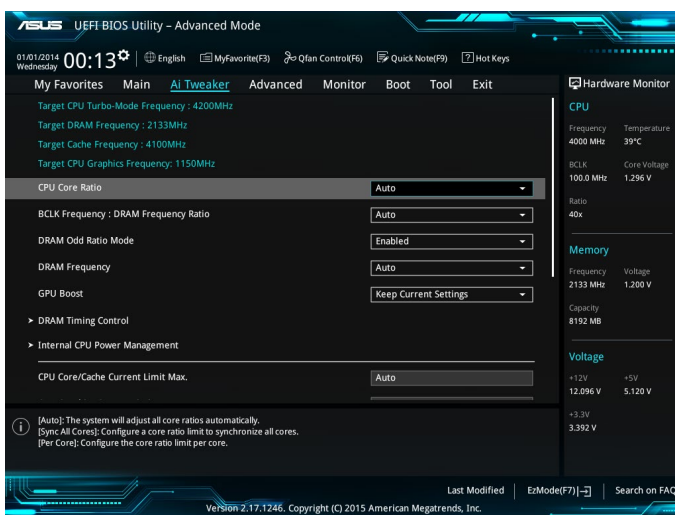 ASUS UEFI BIOS Utility – Advanced Mode
01/01/2014
Wednesday
00:13
English
MyFavorite(F3)
Qfan Control(F6)
Quick Note(F9)
? Hot Keys
My Favorites Main Ai Tweaker Advanced Monitor Boot Tool Exit
Target CPU Turbo-Mode Frequency : 4200MHz
Target DRAM Frequency : 2133MHz
Target Cache Frequency : 4100MHz
Target CPU Graphics Frequency: 1150MHz
CPU Core Ratio Auto
BCLK Frequency : DRAM Frequency Ratio Auto
DRAM Odd Ratio Mode Enabled
DRAM Frequency Auto
GPU Boost Keep Current Settings
> DRAM Timing Control
> Internal CPU Power Management
CPU Core/Cache Current Limit Max. Auto
[Auto]: The system will adjust all core ratios automatically.
[Sync All Cores]: Configure a core ratio limit to synchronize all cores.
[Per Core]: Configure the core ratio limit per core.
Hardware Monitor
CPU
Frequency Temperature
4000 MHz 39°C
BCLK Core Voltage
100.0 MHz 1.296 V
Ratio
40x
Memory
Frequency Voltage
2133 MHz 1.200 V
Capacity
8192 MB
Voltage
+12V +5V
12.096 V 5.120 V
+3.3V
3.392 V
Last Modified EzMode(F7) Search on FAQ
Version 2.17.1246. Copyright (C) 2015 American Megatrends, Inc.